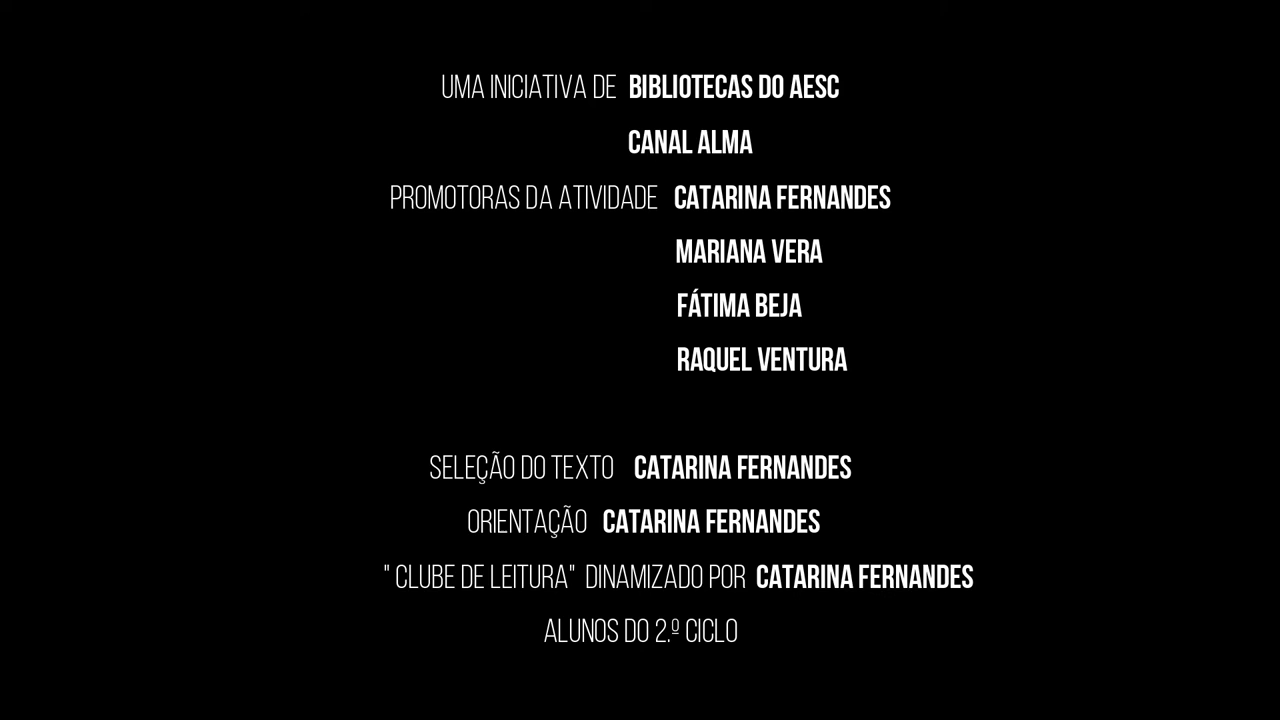 UMA INICIATIVA DE BIBLIOTECAS DO AESC
CANAL ALMA
PROMOTORAS DA ATIVIDADE CATARINA FERNANDES
MARIANA VERA
FÁTIMA BEJA
RAQUEL VENTURA
SELEÇÃO DO TEXTO CATARINA FERNANDES
ORIENTAÇÃO CATARINA FERNANDES
" CLUBE DE LEITURA" DINAMIZADO POR CATARINA FERNANDES
ALUNOS DO 2.º CICLO